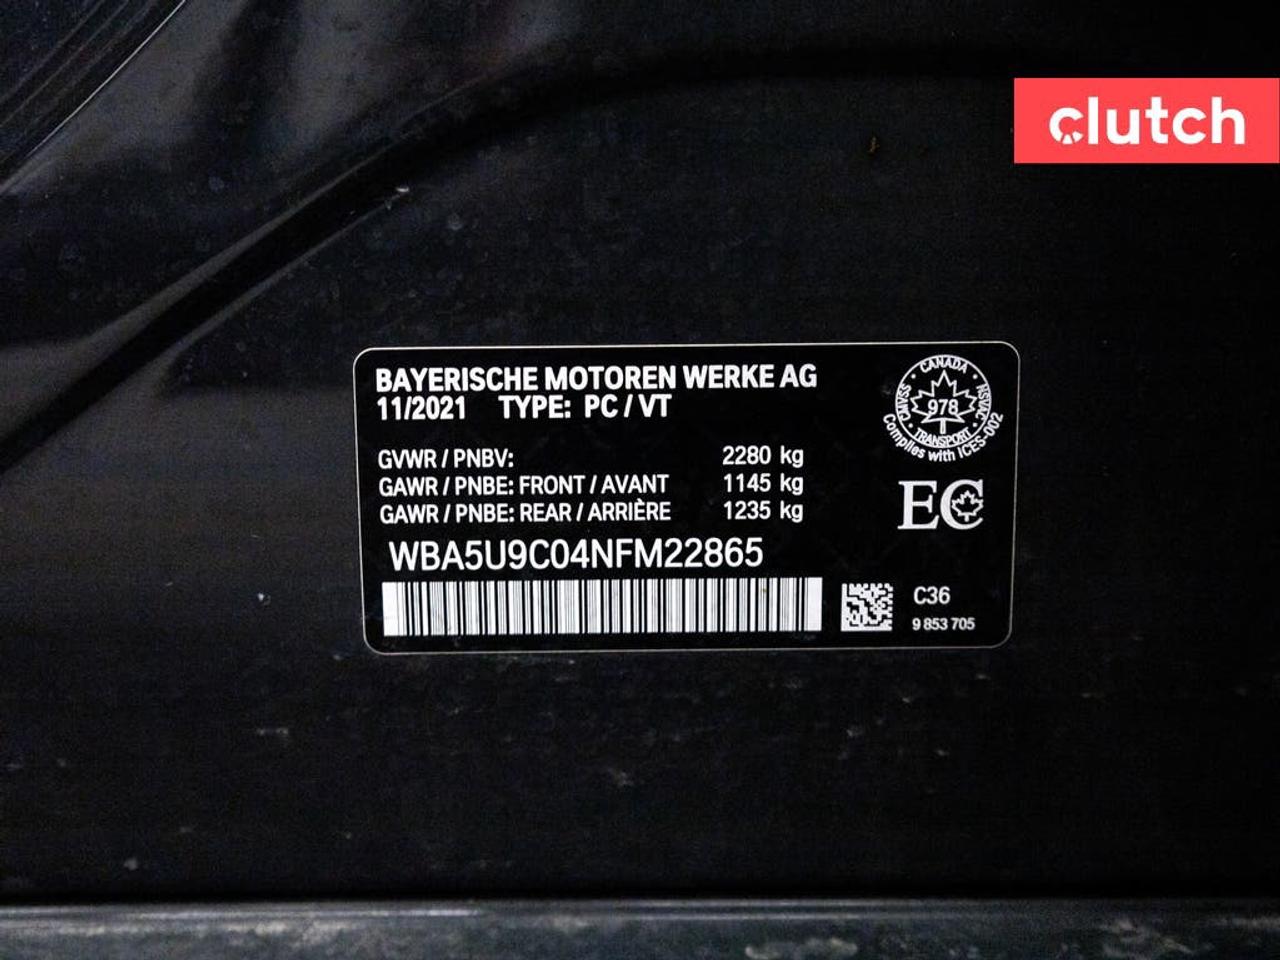 clutch
BAYERISCHE MOTOREN WERKE AG
11/2021 TYPE: PC / VT
GVWR / PNBV: 2280 kg
GAWR / PNBE: FRONT / AVANT 1145 kg
GAWR / PNBE: REAR / ARRIÈRE 1235 kg
WBA5U9C04NFM22865
CANADA
CMVSS
978
NSVAC
TRANSPORT
Complies with ICES-002
EC
C36
9 853 705